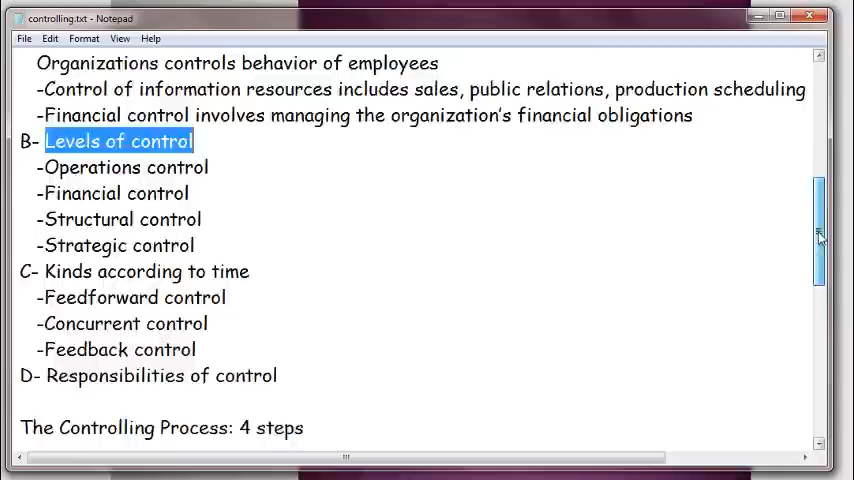 controlling.txt - Notepad
File Edit Format View Help
Organizations controls behavior of employees
-Control of information resources includes sales, public relations, production scheduling
-Financial control involves managing the organization's financial obligations
B- Levels of control
-Operations control
-Financial control
-Structural control
-Strategic control
C- Kinds according to time
-Feedforward control
-Concurrent control
-Feedback control
D- Responsibilities of control
The Controlling Process: 4 steps